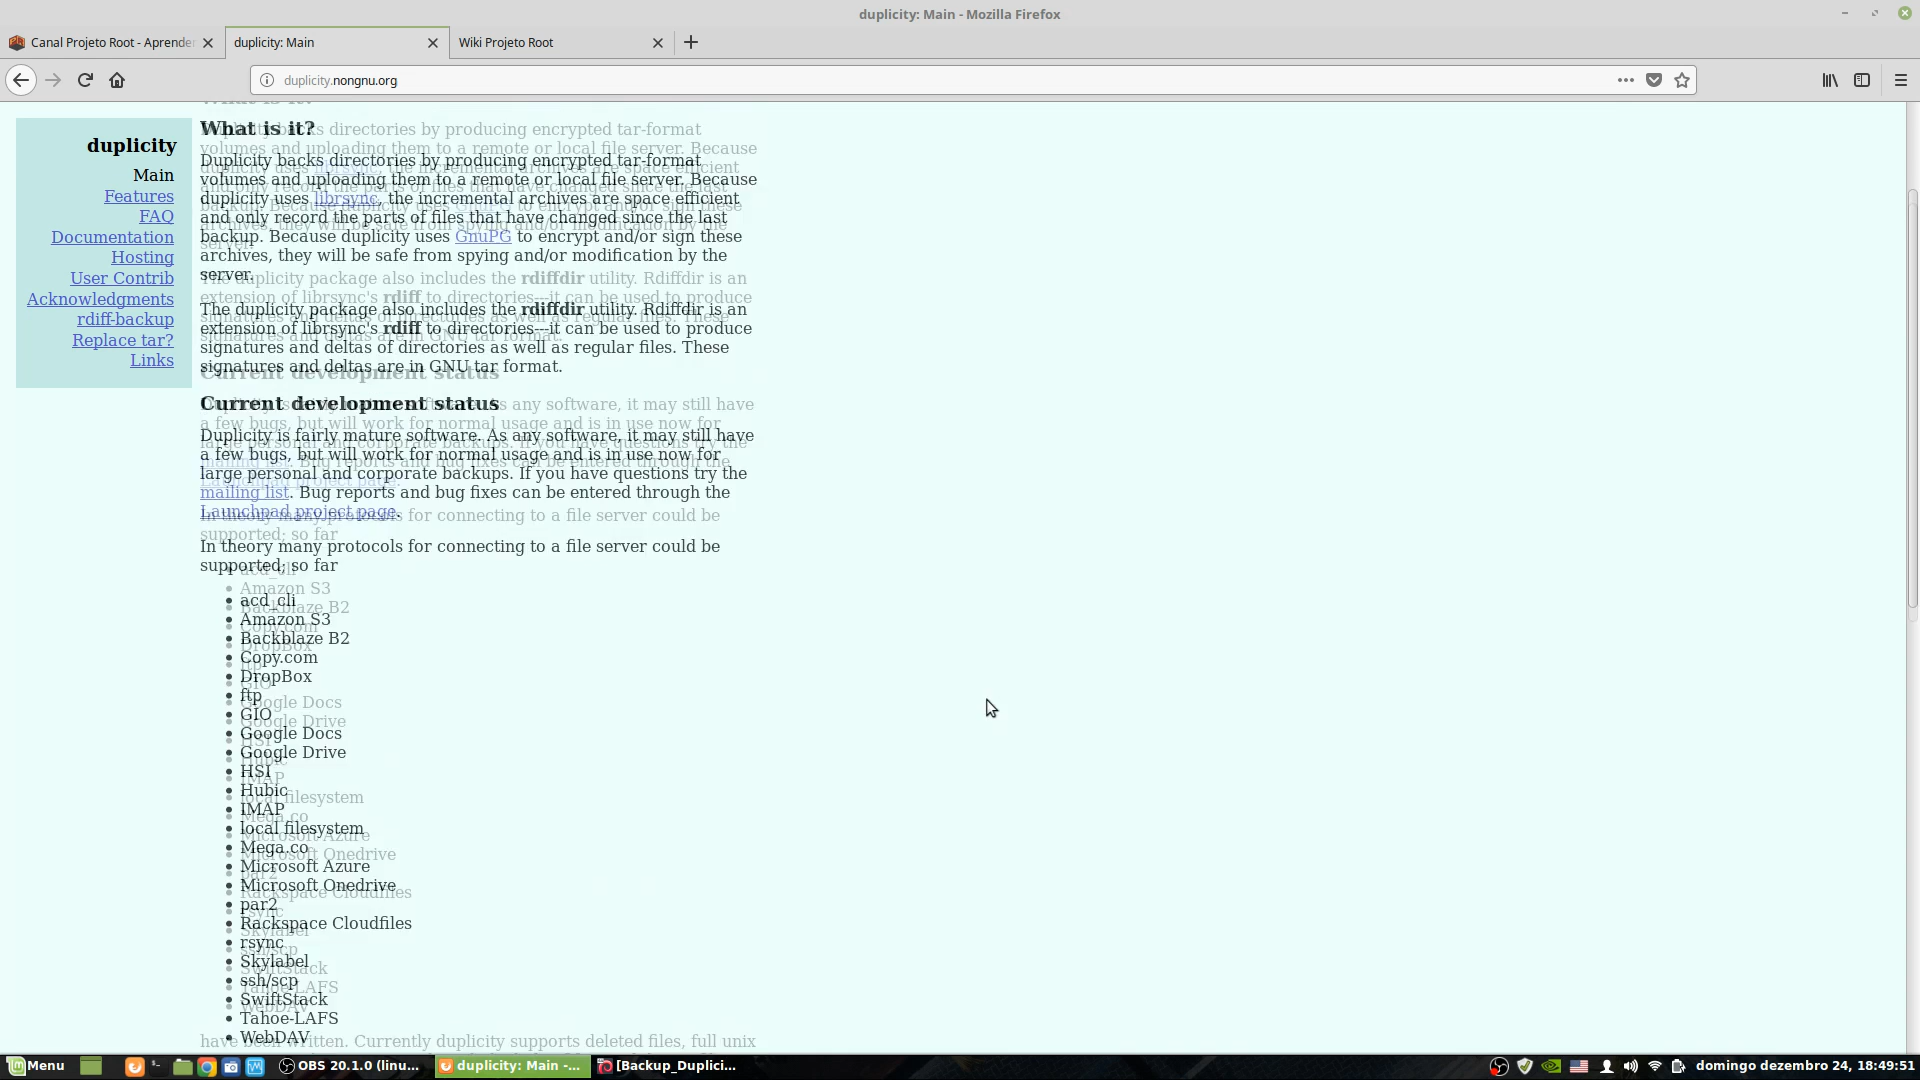 duplicity: Main - Mozilla Firefox
Canal Projeto Root - Aprender
duplicity: Main
Wiki Projeto Root
duplicity.nongnu.org
duplicity
Main
Features
FAQ
Documentation
Hosting
User Contrib
Acknowledgments
rdiff-backup
Replace tar?
Links
What is it?
Duplicity backs directories by producing encrypted tar-format
volumes and uploading them to a remote or local file server. Because
duplicity uses librsync, the incremental archives are space efficient
and only record the parts of files that have changed since the last
backup. Because duplicity uses GnuPG to encrypt and/or sign these
archives, they will be safe from spying and/or modification by the
server.
The duplicity package also includes the rdiffdir utility. Rdiffdir is an
extension of librsync's rdiff to directories---it can be used to produce
signatures and deltas of directories as well as regular files. These
signatures and deltas are in GNU tar format.
Current development status
Duplicity is fairly mature software. As any software, it may still have
a few bugs, but will work for normal usage and is in use now for
large personal and corporate backups. If you have questions try the
mailing list. Bug reports and bug fixes can be entered through the
Launchpad project page.
In theory many protocols for connecting to a file server could be
supported; so far
acd_cli
Amazon S3
Backblaze B2
Copy.com
DropBox
ftp
GIO
Google Docs
Google Drive
HSI
Hubic
IMAP
local filesystem
Mega.co
Microsoft Azure
Microsoft Onedrive
par2
Rackspace Cloudfiles
rsync
Skylabel
ssh/scp
SwiftStack
Tahoe-LAFS
WebDAV
have been written. Currently duplicity supports deleted files, full unix
Menu
OBS 20.1.0 (linu...
duplicity: Main -...
[Backup_Duplici...
domingo dezembro 24, 18:49:51